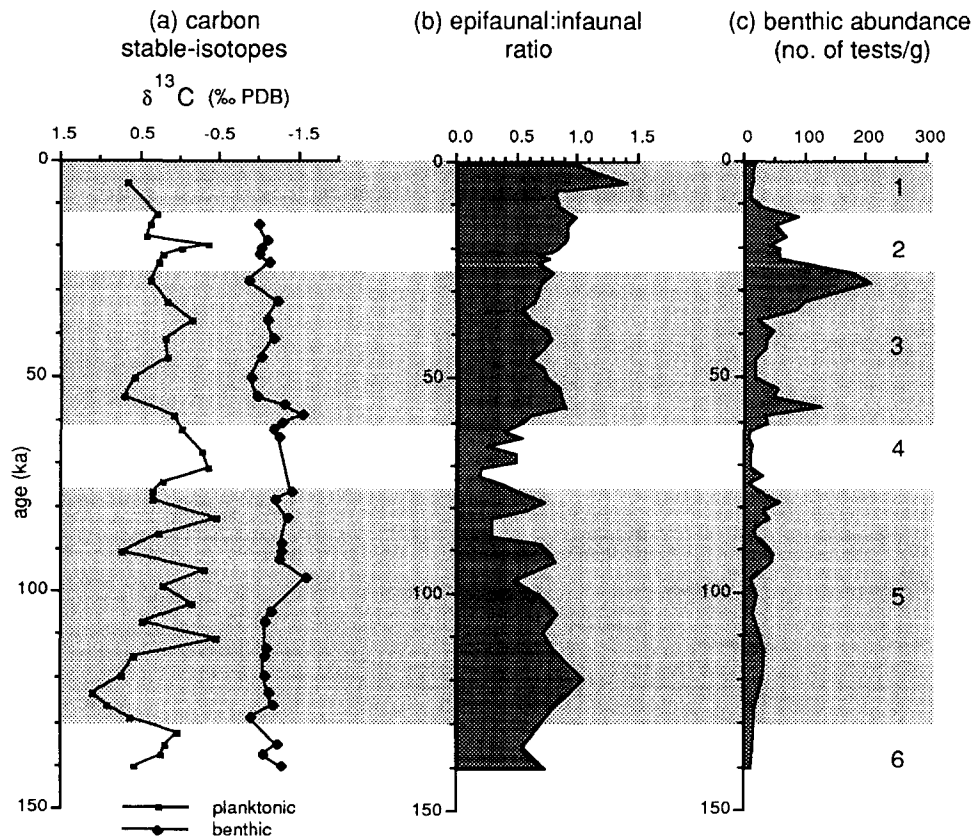 (a) carbon
stable-isotopes
δ ¹³C (‰ PDB)
1.5 0.5 -0.5 -1.5
(b) epifaunal:infaunal
ratio
0.0 0.5 1.0 1.5
(c) benthic abundance
(no. of tests/g)
0 100 200 300
age (ka)
0
50
100
150
0
50
100
150
0
50
100
150
1
2
3
4
5
6
planktonic
benthic